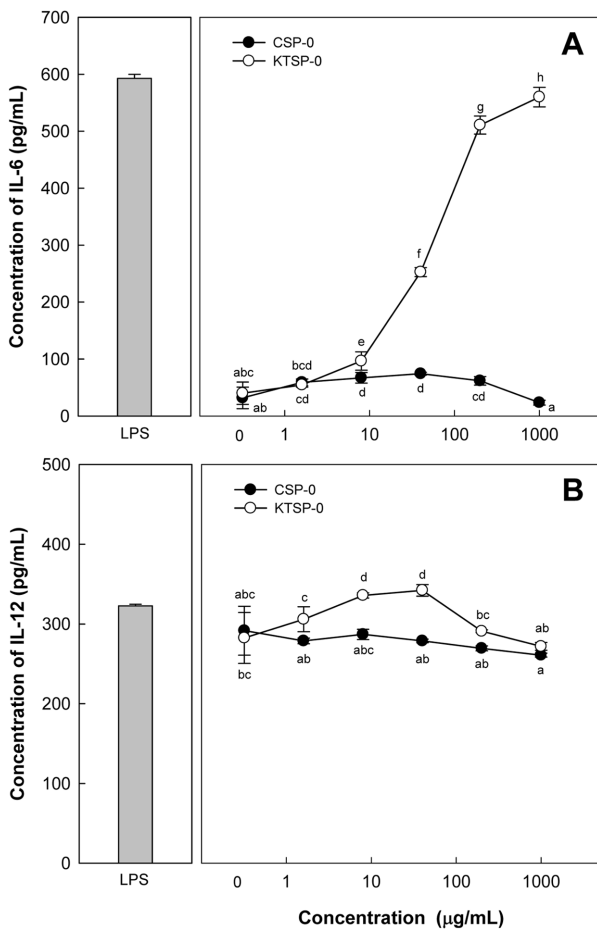 Concentration of IL-6 (pg/mL)
700
600
500
400
300
200
100
0
LPS
CSP-0
KTSP-0
A
abc
ab
bcd
cd
e
d
f
d
g
cd
h
a
0 1 10 100 1000
Concentration of IL-12 (pg/mL)
500
400
300
200
100
0
LPS
CSP-0
KTSP-0
B
abc
bc
c
ab
d
abc
d
ab
bc
ab
ab
a
0 1 10 100 1000
Concentration (μg/mL)